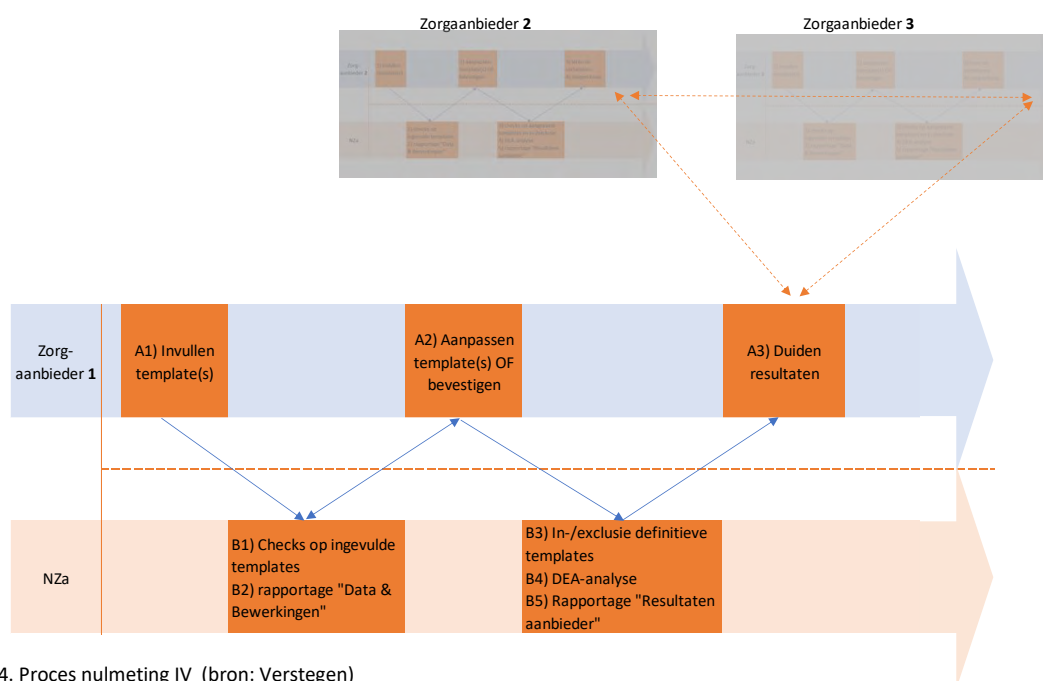 Zorgaanbieder 2
Zorgaanbieder 3
Zorg-
aanbieder 1
A1) Invullen
template(s)
A2) Aanpassen
template(s) OF
bevestigen
A3) Duiden
resultaten
NZa
B1) Checks op ingevulde
templates
B2) rapportage "Data &
Bewerkingen"
B3) In-/exclusie definitieve
templates
B4) DEA-analyse
B5) Rapportage "Resultaten
aanbieder"
4. Proces nulmeting IV (bron: Verstegen)